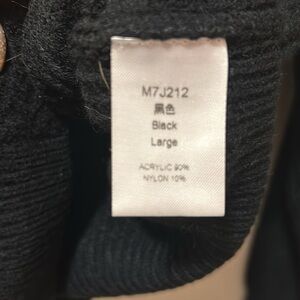 M7J212
黑色
Black
Large
ACRYLIC 90%
NYLON 10%